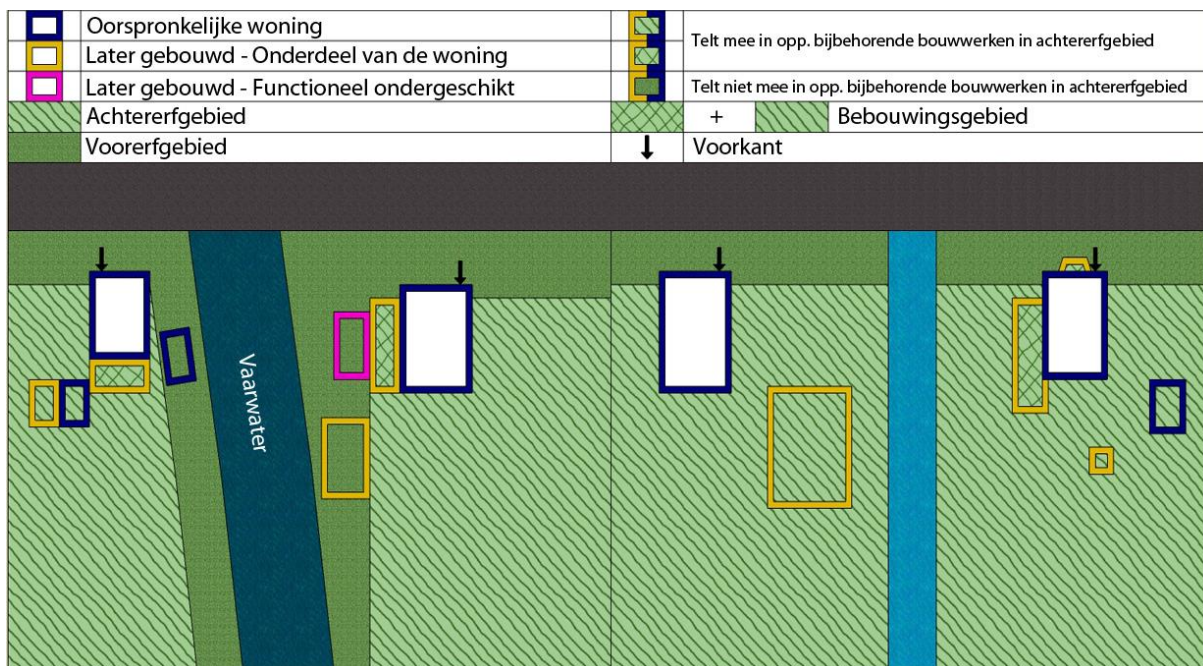 Oorspronkelijke woning
Later gebouwd - Onderdeel van de woning
Later gebouwd - Functioneel ondergeschikt
Achtererfgebied
Voorerfgebied
Telt mee in opp. bijbehorende bouwwerken in achtererfgebied
Telt niet mee in opp. bijbehorende bouwwerken in achtererfgebied
+ Bebouwingsgebied
Voorkant
Vaarwater